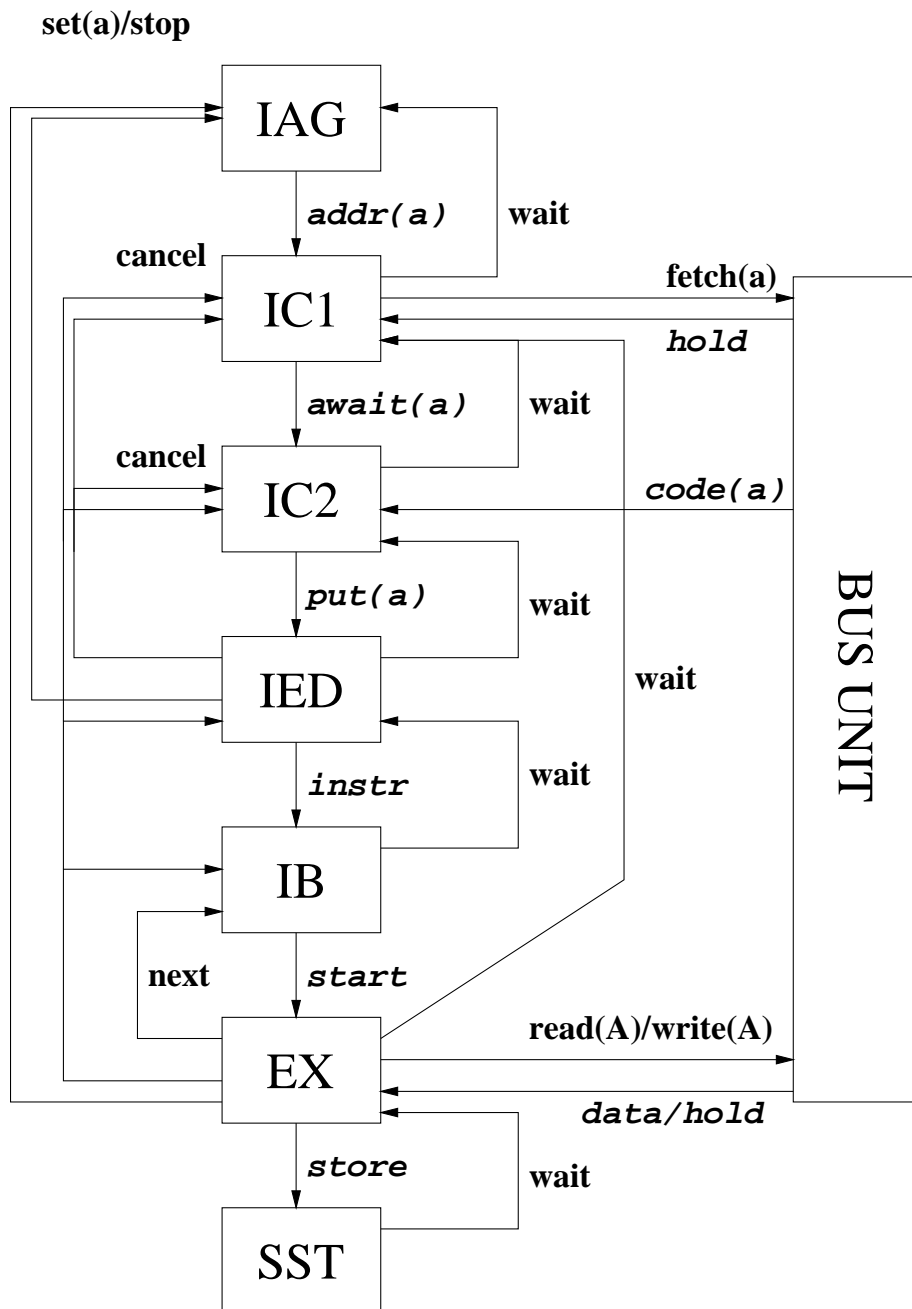 set(a)/stop
IAG
addr(a)
wait
cancel
fetch(a)
IC1
hold
await(a)
wait
cancel
code(a)
IC2
put(a)
wait
BUS UNIT
IED
wait
instr
wait
IB
next
start
read(A)/write(A)
EX
data/hold
store
wait
SST